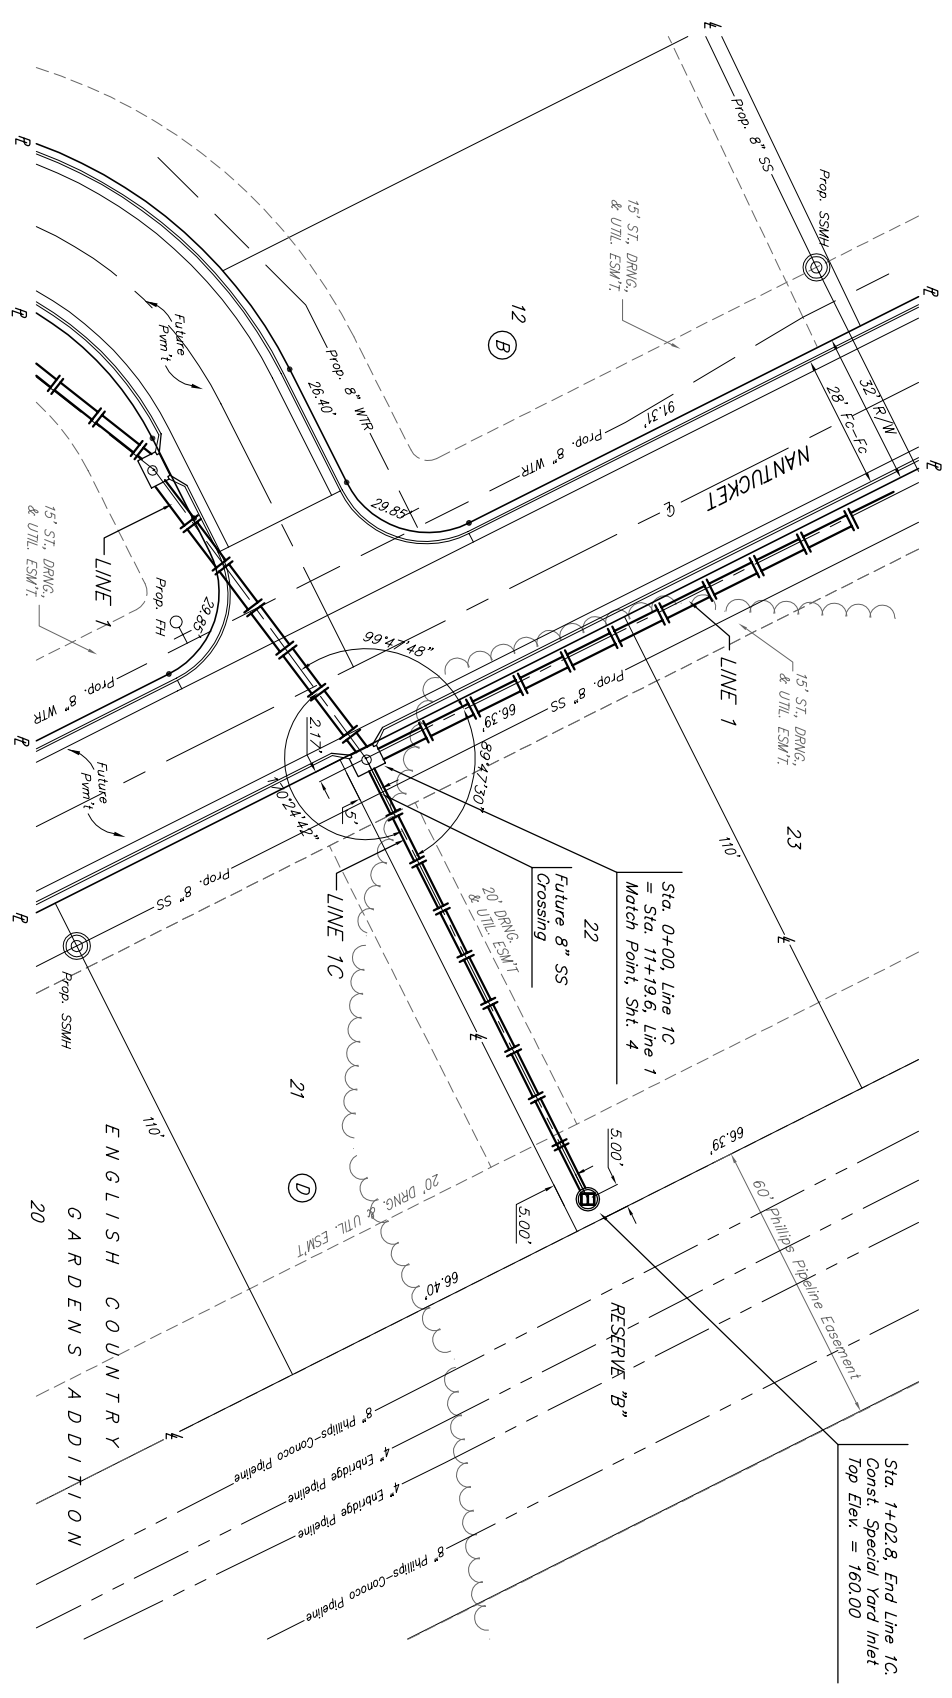 Prop. 8" SS
Prop. SSMH
15' ST., DRNG.,
& UTIL. ESM'T.
12
B
Future
Pvm't
Prop. 8" WTR
26.40'
29.85'
91.31'
Prop. 8" WTR
32' R/W
28' Fc-Fc
NANTUCKET
LINE 1
15' ST., DRNG.,
& UTIL. ESM'T.
Prop. FH
29.85'
Prop. 8" WTR
99°47'48"
2.17'
66.39'
Prop. 8" SS
89°47'30"
170°24'42"
15'
LINE 1
15' ST., DRNG.,
& UTIL. ESM'T.
23
110'
Future
Pvm't
Prop. 8" SS
LINE 1C
Prop. SSMH
20' DRNG.
& UTIL. ESM'T
22
Future 8" SS
Crossing
Sta. 0+00, Line 1C
= Sta. 11+19.6, Line 1
Match Point, Sht. 4
21
D
110'
5.00'
5.00'
66.39'
66.40'
20' DRNG. & UTIL. ESM'T
60' Phillips Pipeline Easement
RESERVE "B"
ENGLISH COUNTRY
GARDENS ADDITION
20
8" Phillips-Conoco Pipeline
4" Enbridge Pipeline
4" Enbridge Pipeline
8" Phillips-Conoco Pipeline
Sta. 1+02.8, End Line 1C.
Const. Special Yard Inlet
Top Elev. = 160.00